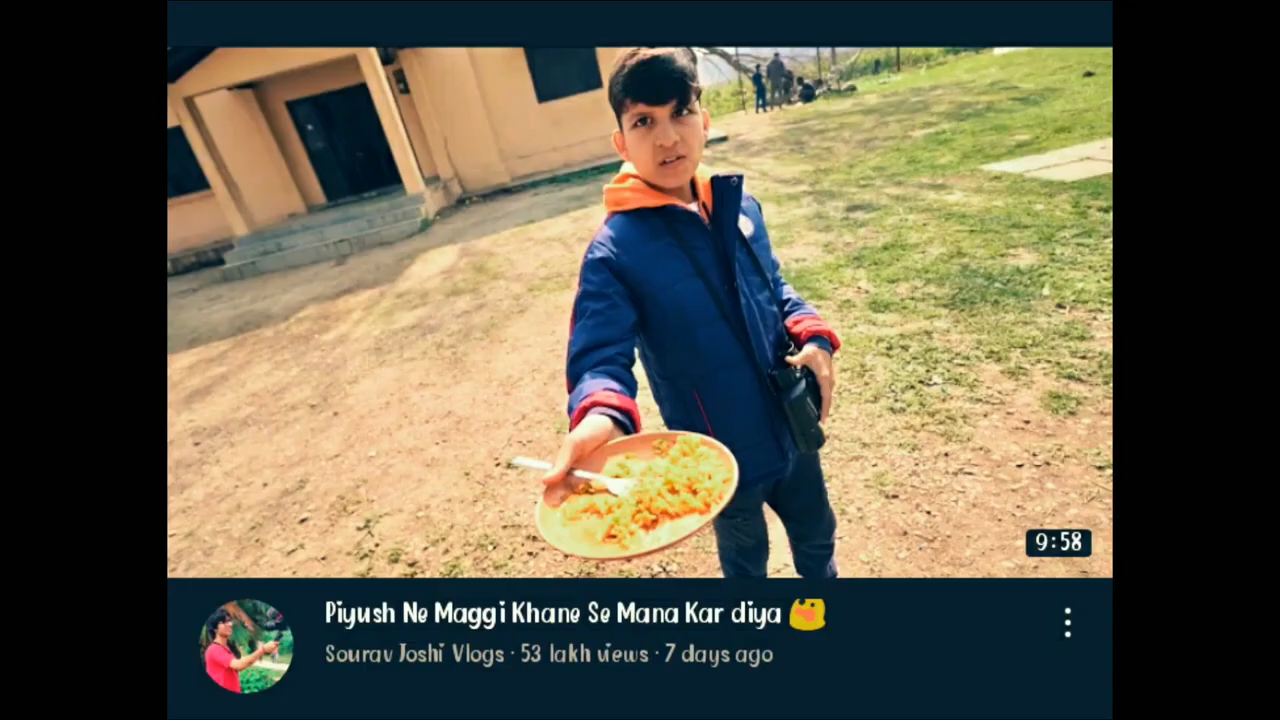 9:58
Piyush Ne Maggi Khane Se Mana Kar diya
Sourav Joshi Vlogs · 53 lakh views · 7 days ago